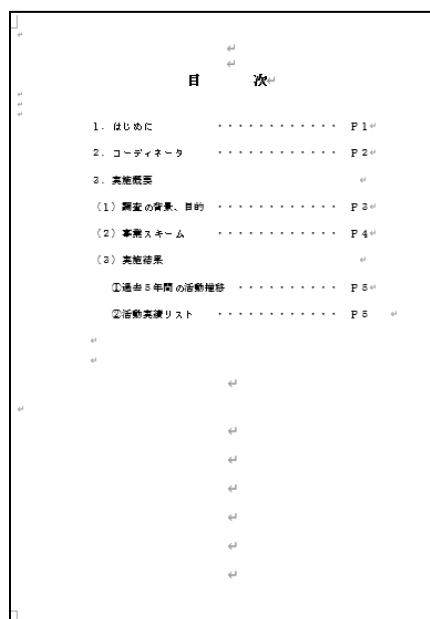 目　　　次
1．はじめに　・・・・・・・・・・・・　P1
2．コーディネータ　・・・・・・・・・・・・　P2
3．実施概要
（1）調査の背景、目的　・・・・・・・・・・・・　P3
（2）事業スキーム　・・・・・・・・・・・・　P4
（3）実施結果
①過去5年間の活動推移　・・・・・・・・・・　P5
②活動実績リスト　・・・・・・・・・・・・　P5